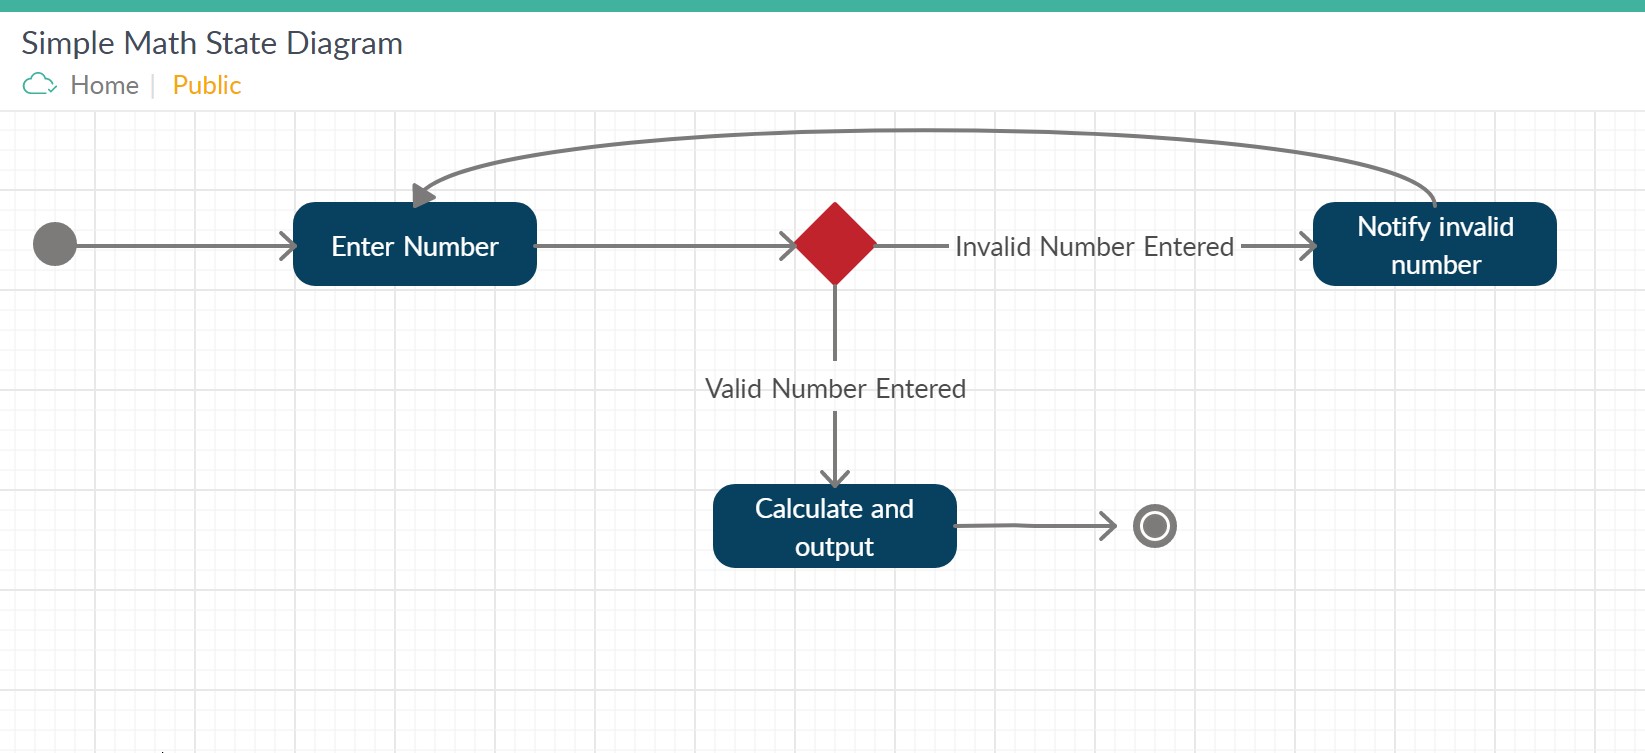 Simple Math State Diagram
Home | Public
Enter Number
Invalid Number Entered
Notify invalid
number
Valid Number Entered
Calculate and
output